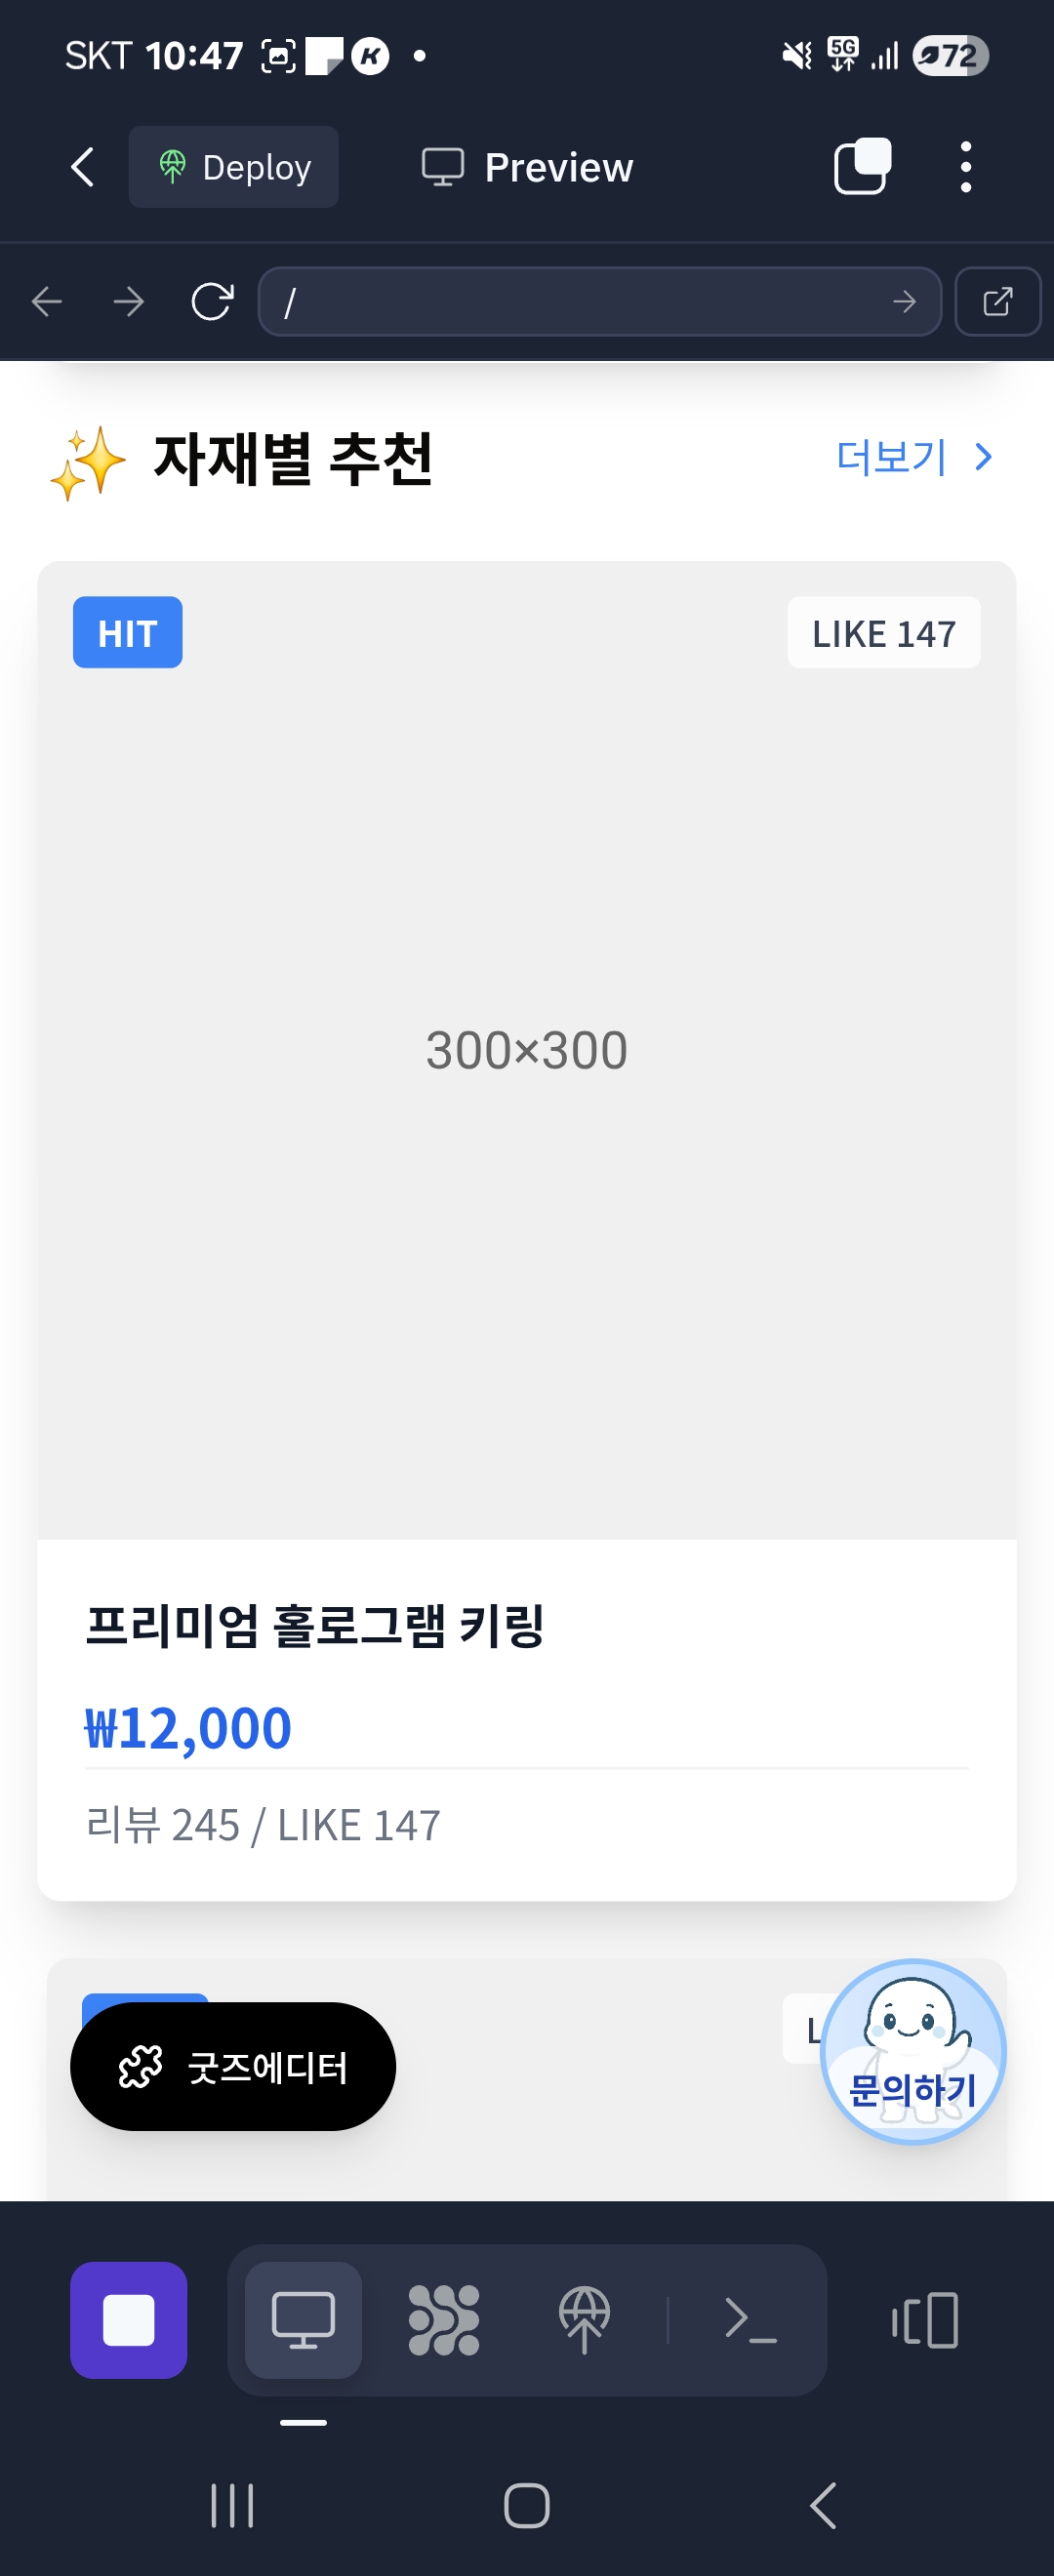 SKT 10:47
5G
72
Deploy
Preview
/
✨ 자재별 추천
더보기
HIT
LIKE 147
300×300
프리미엄 홀로그램 키링
₩12,000
리뷰 245 / LIKE 147
굿즈에디터
문의하기